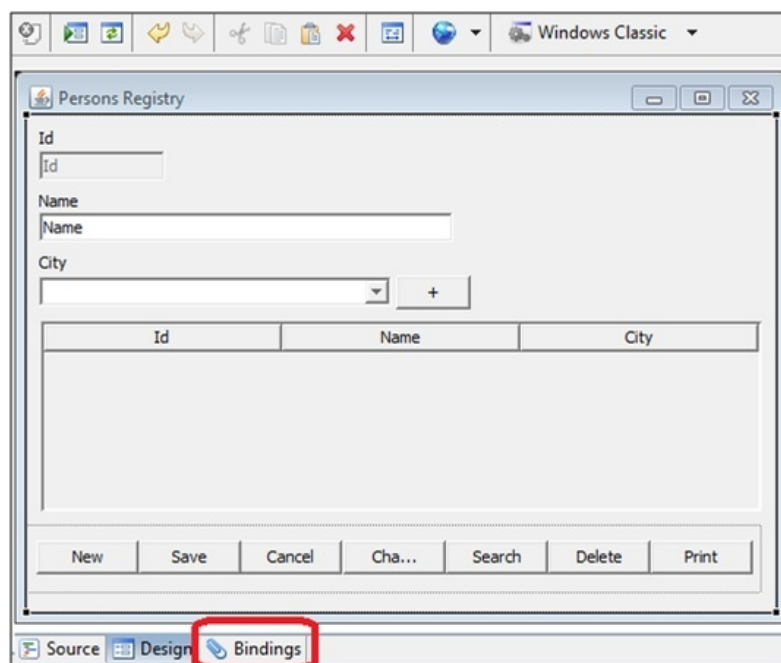 Windows Classic
Persons Registry
Id
Id
Name
Name
City
+
Id Name City
New Save Cancel Cha... Search Delete Print
Source Design Bindings